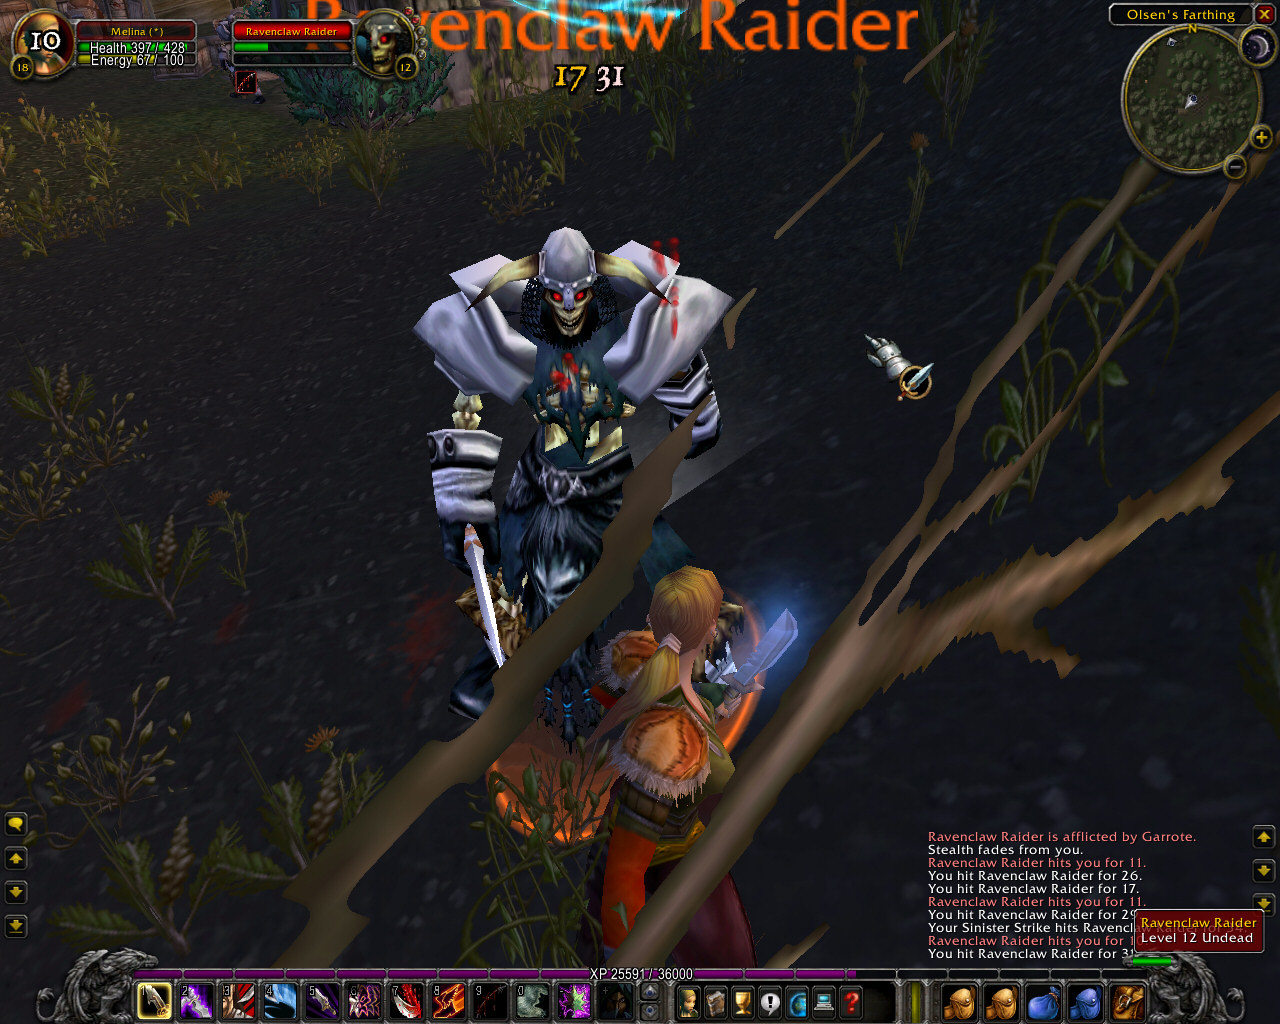 Ravenclaw Raider
Olsen's Farthing
N
10
Melina (*)
Health 397 / 428
Energy 67 / 100
18
Ravenclaw Raider
12
17 31
Ravenclaw Raider is afflicted by Garrote.
Stealth fades from you.
Ravenclaw Raider hits you for 11.
You hit Ravenclaw Raider for 26.
You hit Ravenclaw Raider for 17.
Ravenclaw Raider hits you for 11.
You hit Ravenclaw Raider for 29
Your Sinister Strike hits Ravencl
Ravenclaw Raider hits you for 1
You hit Ravenclaw Raider for 31
Ravenclaw Raider
Level 12 Undead
XP 25591 / 36000
2 3 4 5 6 7 8 9 0 - +